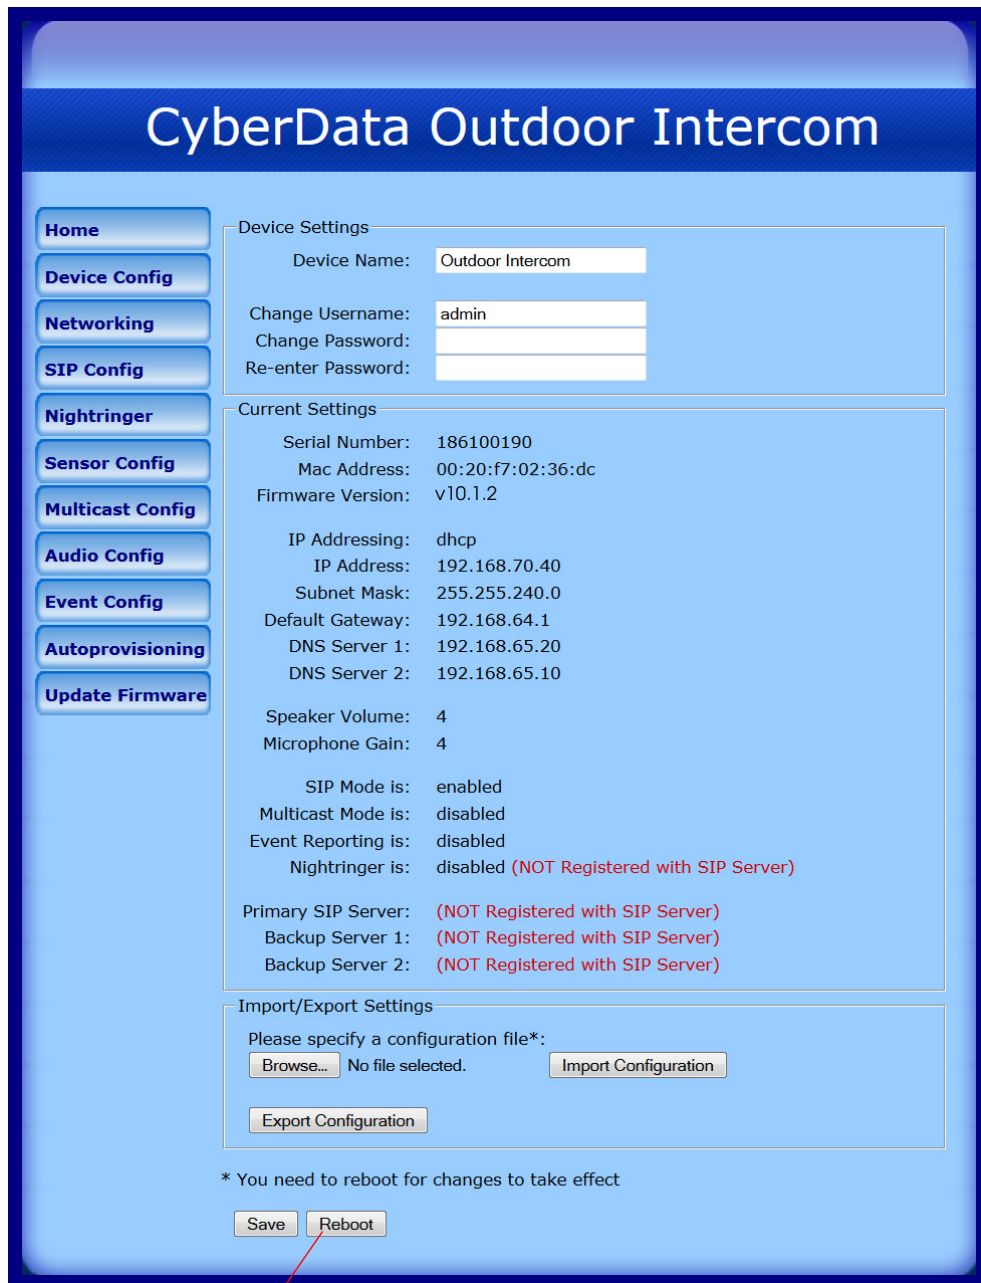 CyberData Outdoor Intercom
Home
Device Config
Networking
SIP Config
Nightringer
Sensor Config
Multicast Config
Audio Config
Event Config
Autoprovisioning
Update Firmware
Device Settings
Device Name: Outdoor Intercom
Change Username: admin
Change Password:
Re-enter Password:
Current Settings
Serial Number: 186100190
Mac Address: 00:20:f7:02:36:dc
Firmware Version: v10.1.2
IP Addressing: dhcp
IP Address: 192.168.70.40
Subnet Mask: 255.255.240.0
Default Gateway: 192.168.64.1
DNS Server 1: 192.168.65.20
DNS Server 2: 192.168.65.10
Speaker Volume: 4
Microphone Gain: 4
SIP Mode is: enabled
Multicast Mode is: disabled
Event Reporting is: disabled
Nightringer is: disabled (NOT Registered with SIP Server)
Primary SIP Server: (NOT Registered with SIP Server)
Backup Server 1: (NOT Registered with SIP Server)
Backup Server 2: (NOT Registered with SIP Server)
Import/Export Settings
Please specify a configuration file*:
Browse... No file selected. Import Configuration
Export Configuration
* You need to reboot for changes to take effect
Save Reboot